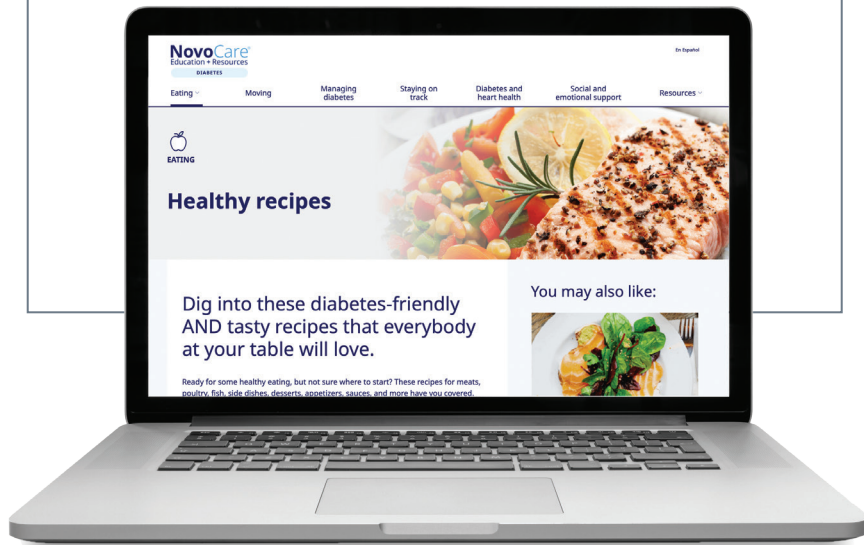 NovoCare®
Education + Resources
DIABETES
En Español
Eating
Moving
Managing
diabetes
Staying on
track
Diabetes and
heart health
Social and
emotional support
Resources
EATING
Healthy recipes
Dig into these diabetes-friendly
AND tasty recipes that everybody
at your table will love.
Ready for some healthy eating, but not sure where to start? These recipes for meats,
poultry, fish, side dishes, desserts, appetizers, sauces, and more have you covered.
You may also like: